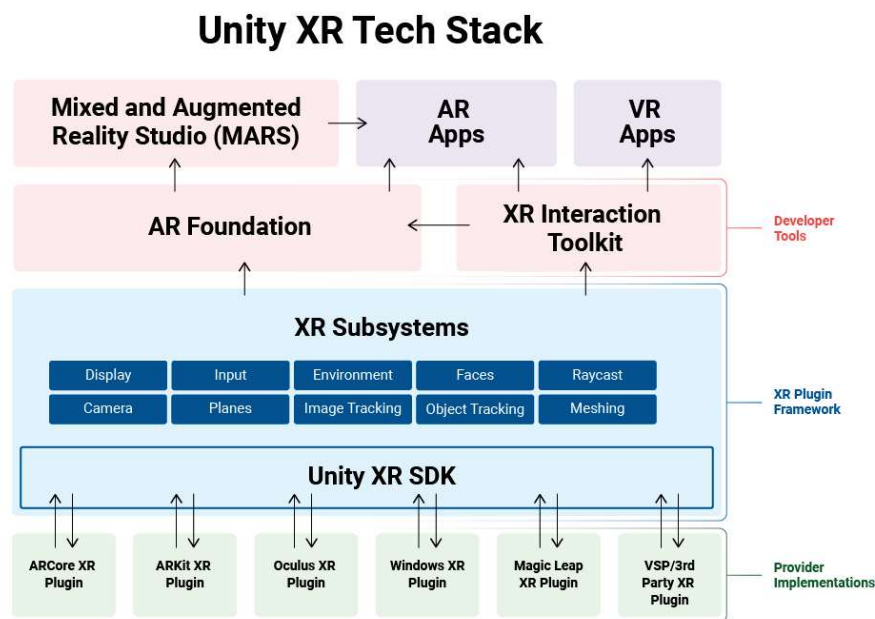 Unity XR Tech Stack
Mixed and Augmented
Reality Studio (MARS)
AR
Apps
VR
Apps
AR Foundation
XR Interaction
Toolkit
Developer
Tools
XR Subsystems
Display
Input
Environment
Faces
Raycast
Camera
Planes
Image Tracking
Object Tracking
Meshing
XR Plugin
Framework
Unity XR SDK
ARCore XR
Plugin
ARKit XR
Plugin
Oculus XR
Plugin
Windows XR
Plugin
Magic Leap
XR Plugin
VSP/3rd
Party XR
Plugin
Provider
Implementations